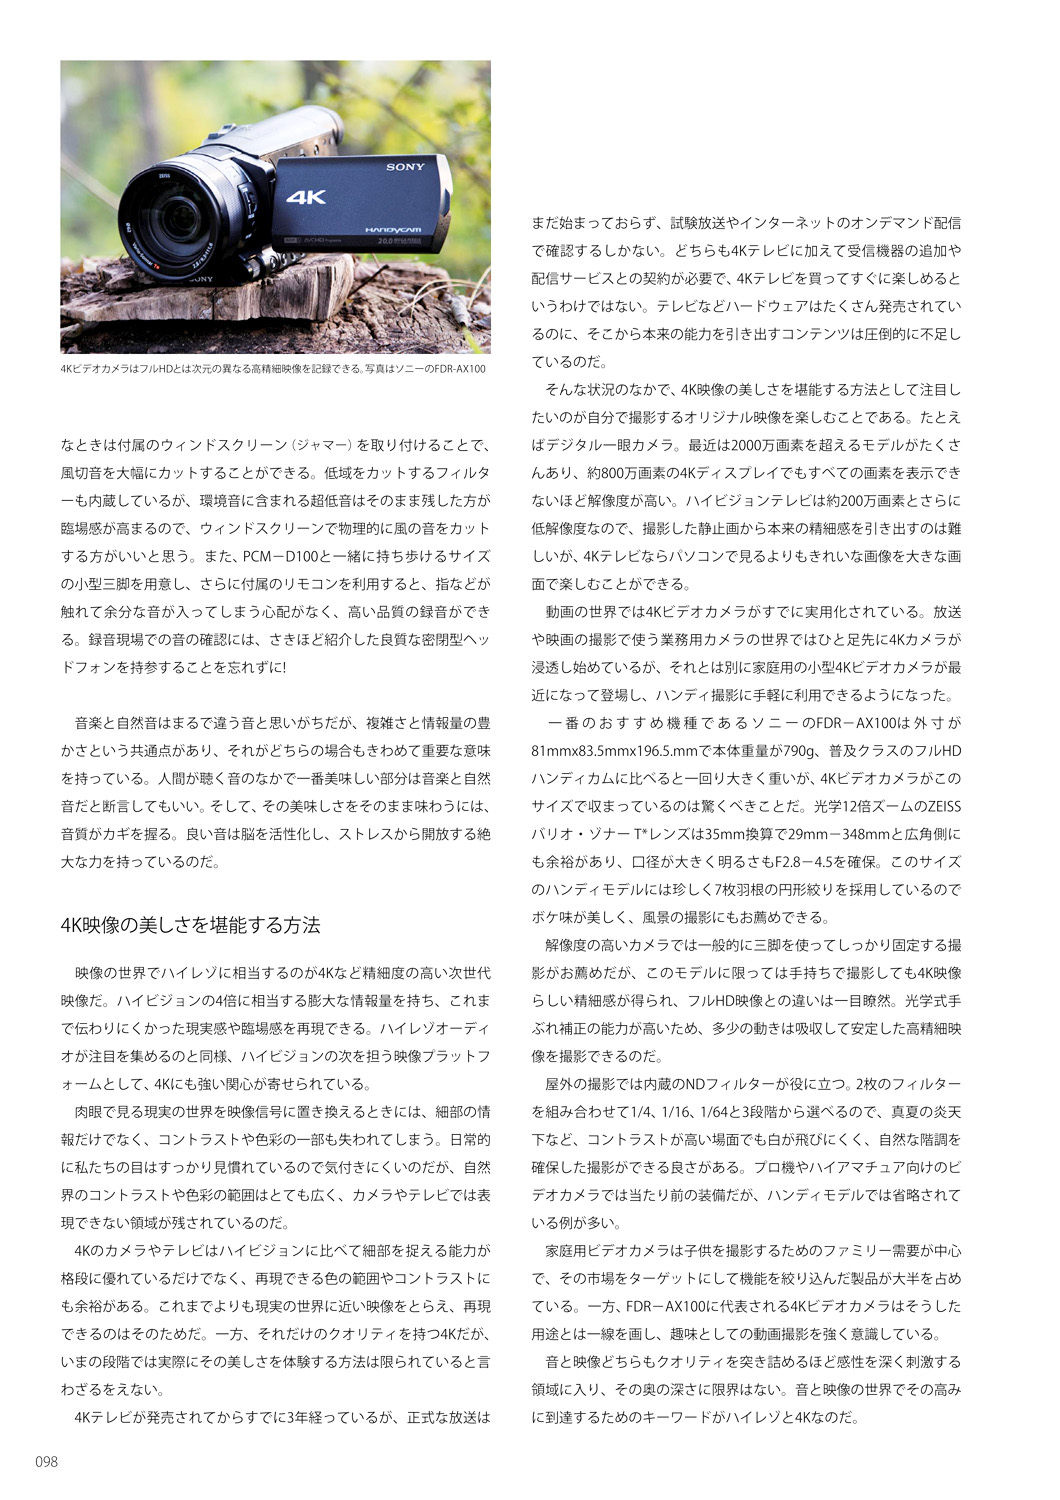 SONY
4K
HANDYCAM
ZEISS
SONY
4KビデオカメラはフルHDとは次元の異なる高精細映像を記録できる。写真はソニーのFDR-AX100
なときは付属のウィンドスクリーン（ジャマー）を取り付けることで、
風切音を大幅にカットすることができる。低域をカットするフィルタ
ーも内蔵しているが、環境音に含まれる超低音はそのまま残した方が
臨場感が高まるので、ウィンドスクリーンで物理的に風の音をカット
する方がいいと思う。また、PCM－D100と一緒に持ち歩けるサイズ
の小型三脚を用意し、さらに付属のリモコンを利用すると、指などが
触れて余分な音が入ってしまう心配がなく、高い品質の録音ができ
る。録音現場での音の確認には、さきほど紹介した良質な密閉型ヘッ
ドフォンを持参することを忘れずに!
音楽と自然音はまるで違う音と思いがちだが、複雑さと情報量の豊
かさという共通点があり、それがどちらの場合もきわめて重要な意味
を持っている。人間が聴く音のなかで一番美味しい部分は音楽と自然
音だと断言してもいい。そして、その美味しさをそのまま味わうには、
音質がカギを握る。良い音は脳を活性化し、ストレスから開放する絶
大な力を持っているのだ。
4K映像の美しさを堪能する方法
映像の世界でハイレゾに相当するのが4Kなど精細度の高い次世代
映像だ。ハイビジョンの4倍に相当する膨大な情報量を持ち、これま
で伝わりにくかった現実感や臨場感を再現できる。ハイレゾオーディ
オが注目を集めるのと同様、ハイビジョンの次を担う映像プラットフ
ォームとして、4Kにも強い関心が寄せられている。
肉眼で見る現実の世界を映像信号に置き換えるときには、細部の情
報だけでなく、コントラストや色彩の一部も失われてしまう。日常的
に私たちの目はすっかり見慣れているので気付きにくいのだが、自然
界のコントラストや色彩の範囲はとても広く、カメラやテレビでは表
現できない領域が残されているのだ。
4Kのカメラやテレビはハイビジョンに比べて細部を捉える能力が
格段に優れているだけでなく、再現できる色の範囲やコントラストに
も余裕がある。これまでよりも現実の世界に近い映像をとらえ、再現
できるのはそのためだ。一方、それだけのクオリティを持つ4Kだが、
いまの段階では実際にその美しさを体験する方法は限られていると言
わざるをえない。
4Kテレビが発売されてからすでに3年経っているが、正式な放送は
まだ始まっておらず、試験放送やインターネットのオンデマンド配信
で確認するしかない。どちらも4Kテレビに加えて受信機器の追加や
配信サービスとの契約が必要で、4Kテレビを買ってすぐに楽しめると
いうわけではない。テレビなどハードウェアはたくさん発売されてい
るのに、そこから本来の能力を引き出すコンテンツは圧倒的に不足し
ているのだ。
そんな状況のなかで、4K映像の美しさを堪能する方法として注目し
たいのが自分で撮影するオリジナル映像を楽しむことである。たとえ
ばデジタル一眼カメラ。最近は2000万画素を超えるモデルがたくさ
んあり、約800万画素の4Kディスプレイでもすべての画素を表示でき
ないほど解像度が高い。ハイビジョンテレビは約200万画素とさらに
低解像度なので、撮影した静止画から本来の精細感を引き出すのは難
しいが、4Kテレビならパソコンで見るよりもきれいな画像を大きな画
面で楽しむことができる。
動画の世界では4Kビデオカメラがすでに実用化されている。放送
や映画の撮影で使う業務用カメラの世界ではひと足先に4Kカメラが
浸透し始めているが、それとは別に家庭用の小型4Kビデオカメラが最
近になって登場し、ハンディ撮影に手軽に利用できるようになった。
一番のおすすめ機種であるソニーのFDR－AX100は外寸が
81mmx83.5mmx196.5.mmで本体重量が790g、普及クラスのフルHD
ハンディカムに比べると一回り大きく重いが、4Kビデオカメラがこの
サイズで収まっているのは驚くべきことだ。光学12倍ズームのZEISS
バリオ・ゾナー T*レンズは35mm換算で29mm－348mmと広角側に
も余裕があり、口径が大きく明るさもF2.8－4.5を確保。このサイズ
のハンディモデルには珍しく7枚羽根の円形絞りを採用しているので
ボケ味が美しく、風景の撮影にもお薦めできる。
解像度の高いカメラでは一般的に三脚を使ってしっかり固定する撮
影がお薦めだが、このモデルに限っては手持ちで撮影しても4K映像
らしい精細感が得られ、フルHD映像との違いは一目瞭然。光学式手
ぶれ補正の能力が高いため、多少の動きは吸収して安定した高精細映
像を撮影できるのだ。
屋外の撮影では内蔵のNDフィルターが役に立つ。2枚のフィルター
を組み合わせて1/4、1/16、1/64と3段階から選べるので、真夏の炎天
下など、コントラストが高い場面でも白が飛びにくく、自然な階調を
確保した撮影ができる良さがある。プロ機やハイアマチュア向けのビ
デオカメラでは当たり前の装備だが、ハンディモデルでは省略されて
いる例が多い。
家庭用ビデオカメラは子供を撮影するためのファミリー需要が中心
で、その市場をターゲットにして機能を絞り込んだ製品が大半を占め
ている。一方、FDR－AX100に代表される4Kビデオカメラはそうした
用途とは一線を画し、趣味としての動画撮影を強く意識している。
音と映像どちらもクオリティを突き詰めるほど感性を深く刺激する
領域に入り、その奥の深さに限界はない。音と映像の世界でその高み
に到達するためのキーワードがハイレゾと4Kなのだ。
098